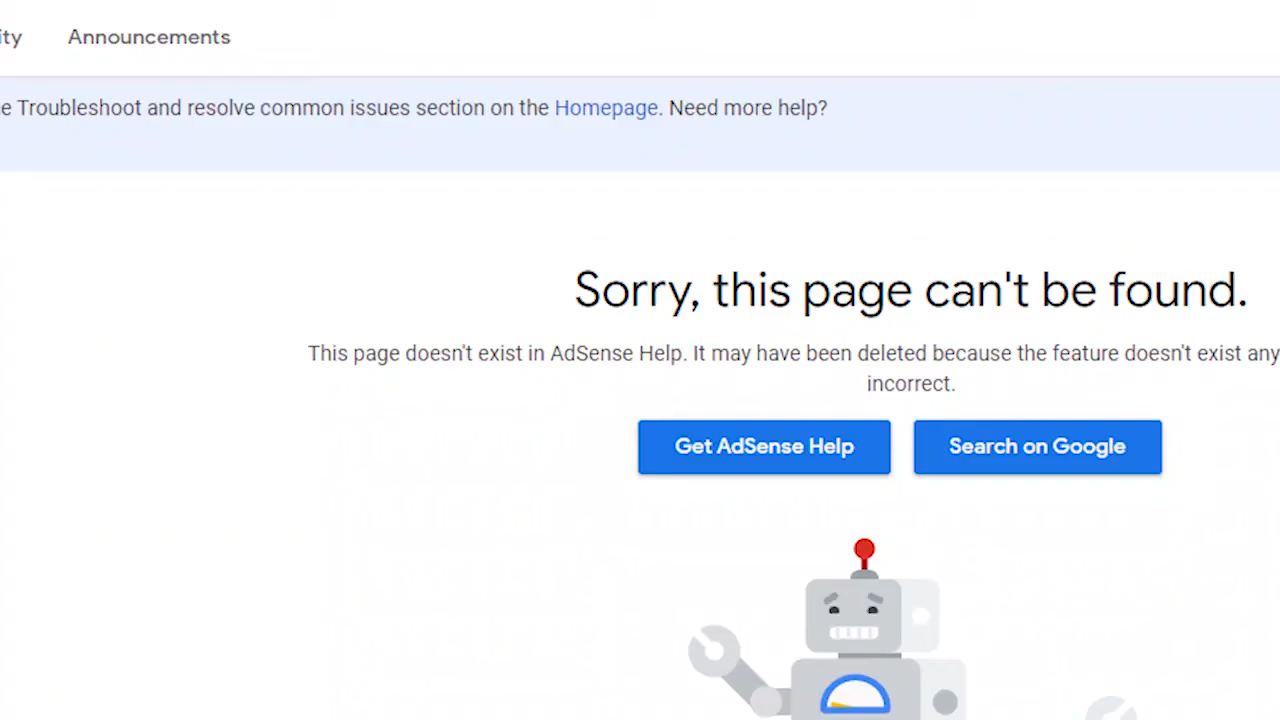 ity Announcements
e Troubleshoot and resolve common issues section on the Homepage. Need more help?
Sorry, this page can't be found.
This page doesn't exist in AdSense Help. It may have been deleted because the feature doesn't exist any
incorrect.
Get AdSense Help Search on Google